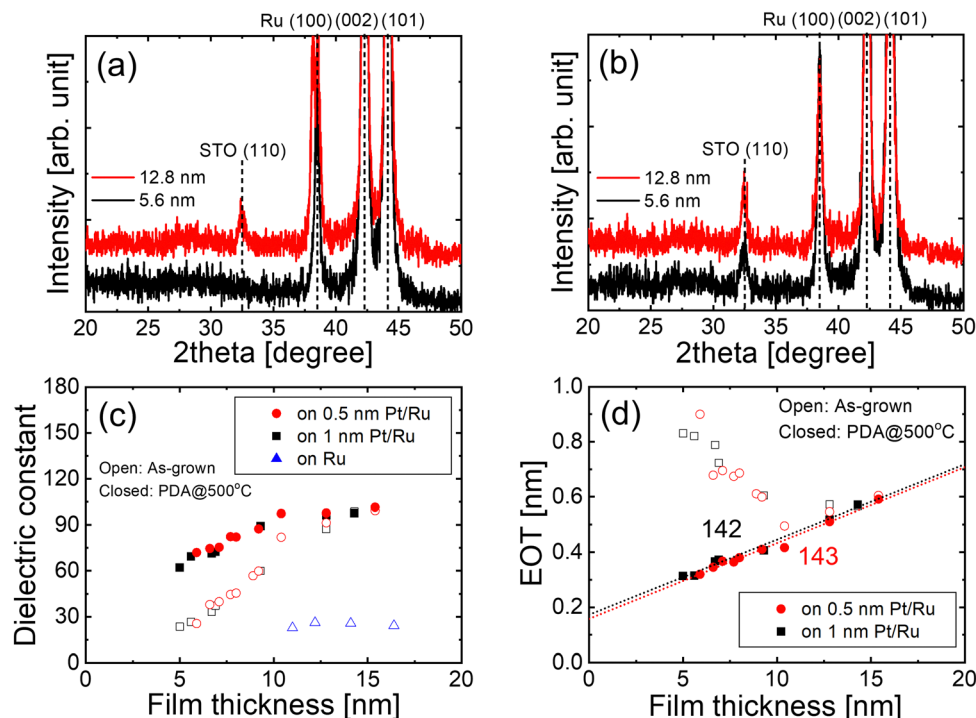 Ru (100) (002) (101)
(a)
STO (110)
12.8 nm
5.6 nm
Intensity [arb. unit]
20 25 30 35 40 45 50
2theta [degree]
Ru (100) (002) (101)
(b)
STO (110)
12.8 nm
5.6 nm
Intensity [arb. unit]
20 25 30 35 40 45 50
2theta [degree]
(c)
on 0.5 nm Pt/Ru
on 1 nm Pt/Ru
on Ru
Open: As-grown
Closed: PDA@500°C
Dielectric constant
180
150
120
90
60
30
0
0 5 10 15 20
Film thickness [nm]
(d)
Open: As-grown
Closed: PDA@500°C
142
143
on 0.5 nm Pt/Ru
on 1 nm Pt/Ru
EOT [nm]
1.0
0.8
0.6
0.4
0.2
0.0
0 5 10 15 20
Film thickness [nm]